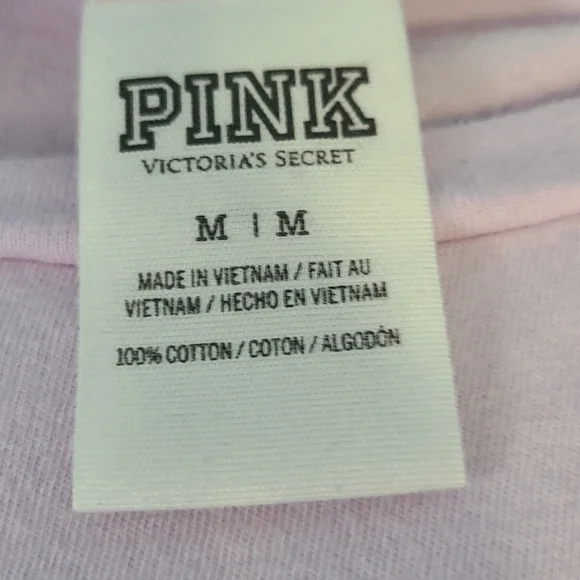 PINK
VICTORIA'S SECRET
M | M
MADE IN VIETNAM / FAIT AU
VIETNAM / HECHO EN VIETNAM
100% COTTON / COTON / ALGODÓN